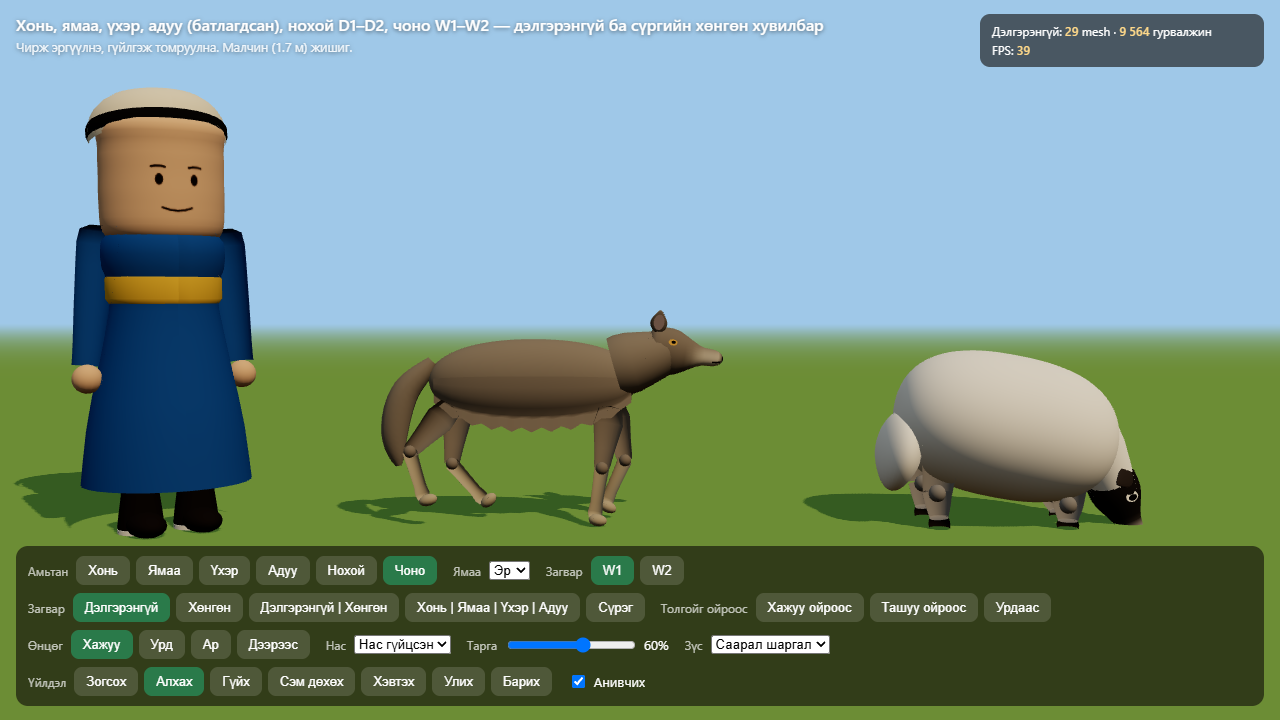 Хонь, ямаа, үхэр, адуу (батлагдсан), нохой D1–D2, чоно W1–W2 — дэлгэрэнгүй ба сүргийн хөнгөн хувилбар
Чирж эргүүлнэ, гүйлгэж томруулна. Малчин (1.7 м) жишиг.
Дэлгэрэнгүй: 29 mesh · 9 564 гурвалжин
FPS: 39
Амьтан Хонь Ямаа Үхэр Адуу Нохой Чоно Ямаа Эр Загвар W1 W2
Загвар Дэлгэрэнгүй Хөнгөн Дэлгэрэнгүй | Хөнгөн Хонь | Ямаа | Үхэр | Адуу Сүрэг Толгойг ойроос Хажуу ойроос Ташуу ойроос Урдаас
Өнцөг Хажуу Урд Ар Дээрээс Нас Нас гүйцсэн Тарга 60% Зүс Саарал шаргал
Үйлдэл Зогсох Алхах Гүйх Сэм дөхөх Хэвтэх Улих Барих Анивчих